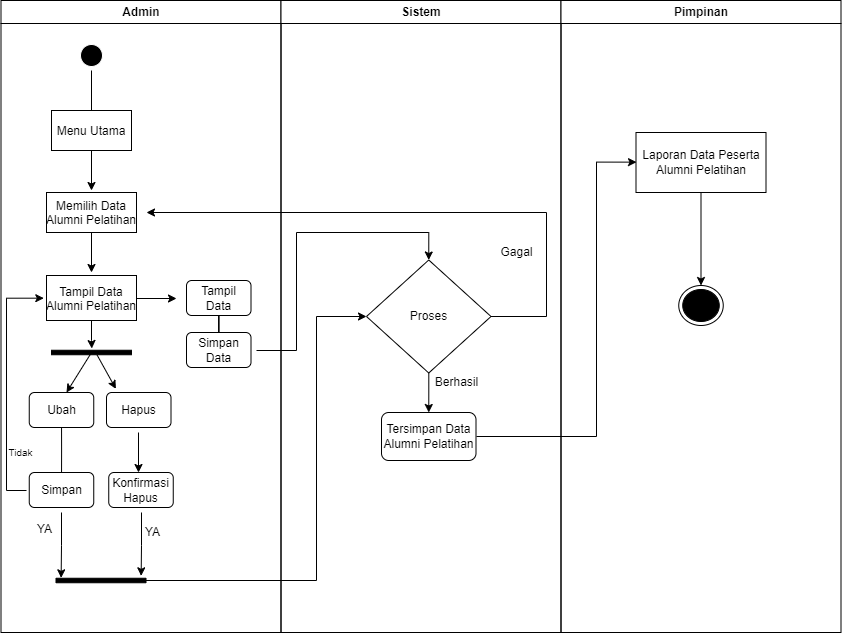 Admin
Sistem
Pimpinan
Menu Utama
Memilih Data
Alumni Pelatihan
Tampil Data
Alumni Pelatihan
Tampil
Data
Simpan
Data
Ubah
Hapus
Tidak
Simpan
Konfirmasi
Hapus
YA
YA
Gagal
Proses
Berhasil
Tersimpan Data
Alumni Pelatihan
Laporan Data Peserta
Alumni Pelatihan